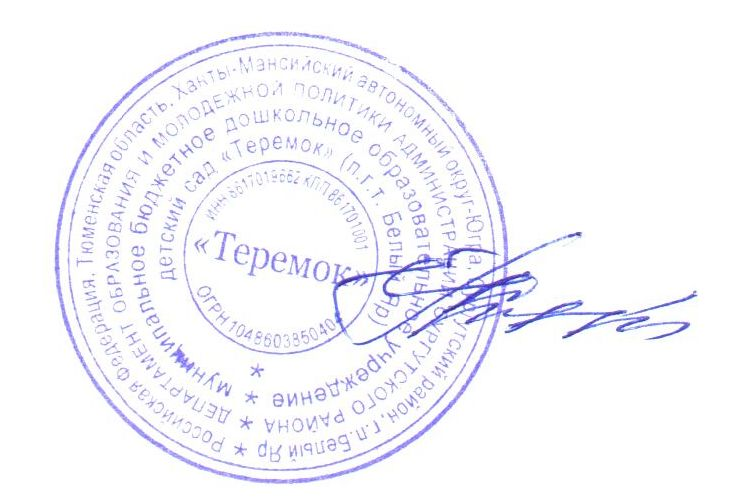 Российская Федерация, Тюменская область, Ханты-Мансийский автономный округ-Югра, Сургутский район, г.п.Белый Яр *
ДЕПАРТАМЕНТ ОБРАЗОВАНИЯ И МОЛОДЕЖНОЙ ПОЛИТИКИ АДМИНИСТРАЦИИ СУРГУТСКОГО РАЙОНА *
муниципальное бюджетное дошкольное образовательное учреждение *
детский сад «Теремок» (п.г.т. Белый Яр)
*
ИНН 8617019662 КПП 861701001
«Теремок»
ОГРН